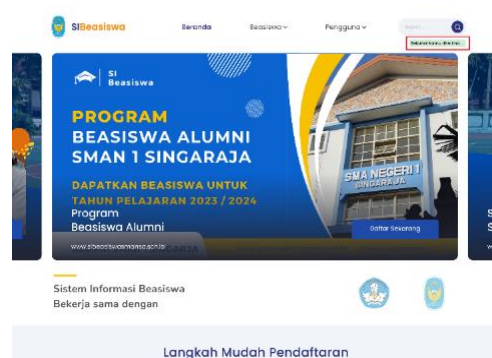 SIBeasiswa
Beranda
Beasiswa
Pengguna
SI
Beasiswa
PROGRAM
BEASISWA ALUMNI
SMAN 1 SINGARAJA
DAPATKAN BEASISWA UNTUK
TAHUN PELAJARAN 2023 / 2024
Program
Beasiswa Alumni
SMA NEGERI 1
SINGARAJA
Daftar Sekarang
Sistem Informasi Beasiswa
Bekerja sama dengan
Langkah Mudah Pendaftaran